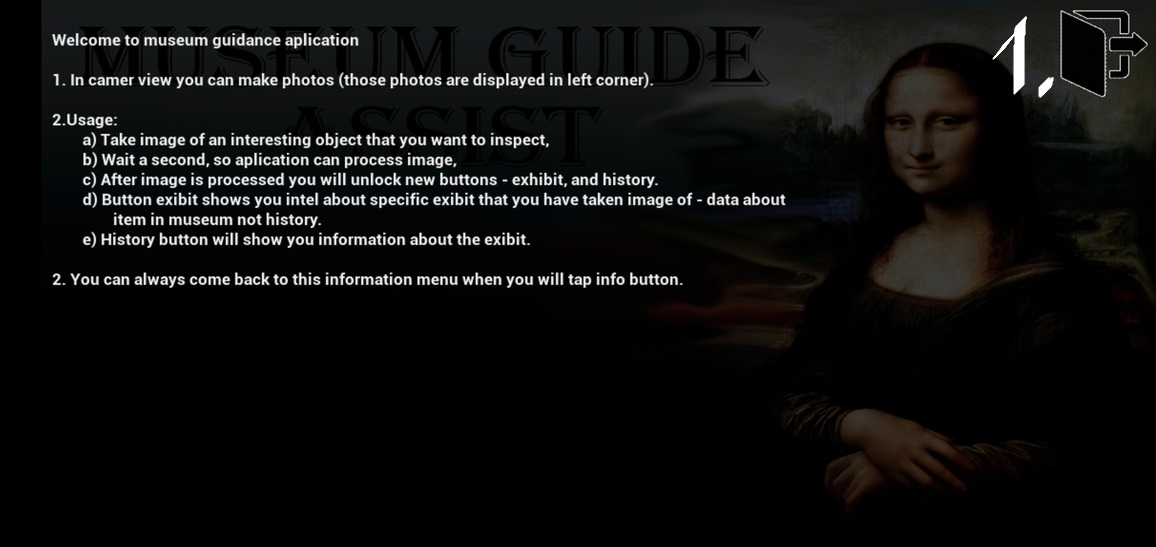 MUSEUM GUIDE
ASSIST
1.
Welcome to museum guidance aplication
1. In camer view you can make photos (those photos are displayed in left corner).
2.Usage:
a) Take image of an interesting object that you want to inspect,
b) Wait a second, so aplication can process image,
c) After image is processed you will unlock new buttons - exhibit, and history.
d) Button exibit shows you intel about specific exibit that you have taken image of - data about
item in museum not history.
e) History button will show you information about the exibit.
2. You can always come back to this information menu when you will tap info button.